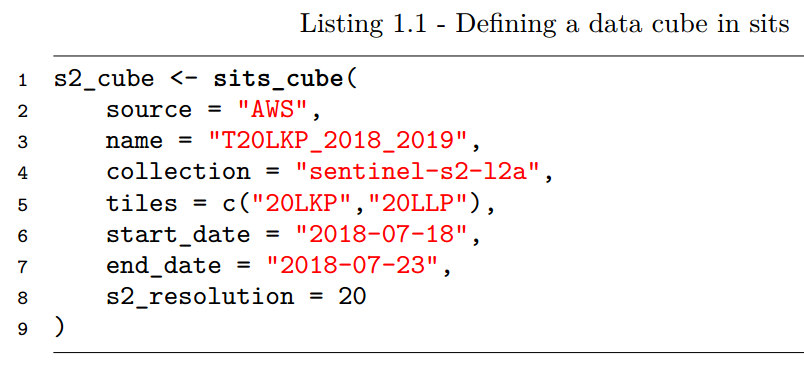 Listing 1.1 - Defining a data cube in sits
1 s2_cube <- sits_cube(
2 source = "AWS",
3 name = "T20LKP_2018_2019",
4 collection = "sentinel-s2-l2a",
5 tiles = c("20LKP","20LLP"),
6 start_date = "2018-07-18",
7 end_date = "2018-07-23",
8 s2_resolution = 20
9 )